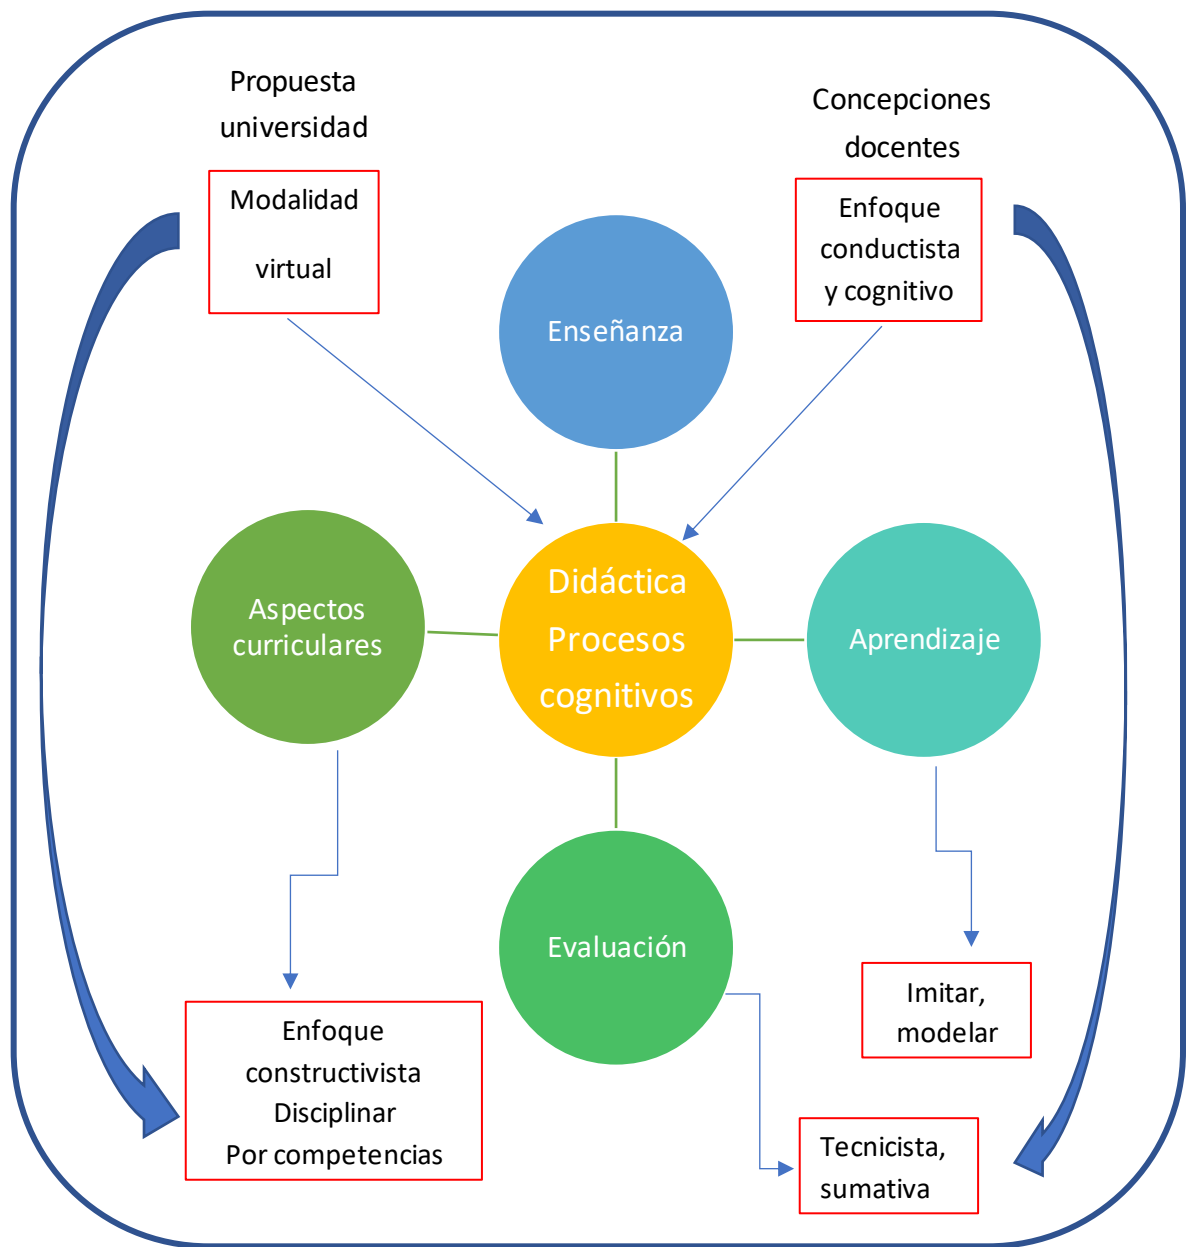 Propuesta
universidad
Concepciones
docentes
Modalidad
virtual
Enfoque
conductista
y cognitivo
Enseñanza
Aspectos
curriculares
Didáctica
Procesos
cognitivos
Aprendizaje
Evaluación
Imitar,
modelar
Enfoque
constructivista
Disciplinar
Por competencias
Tecnicista,
sumativa